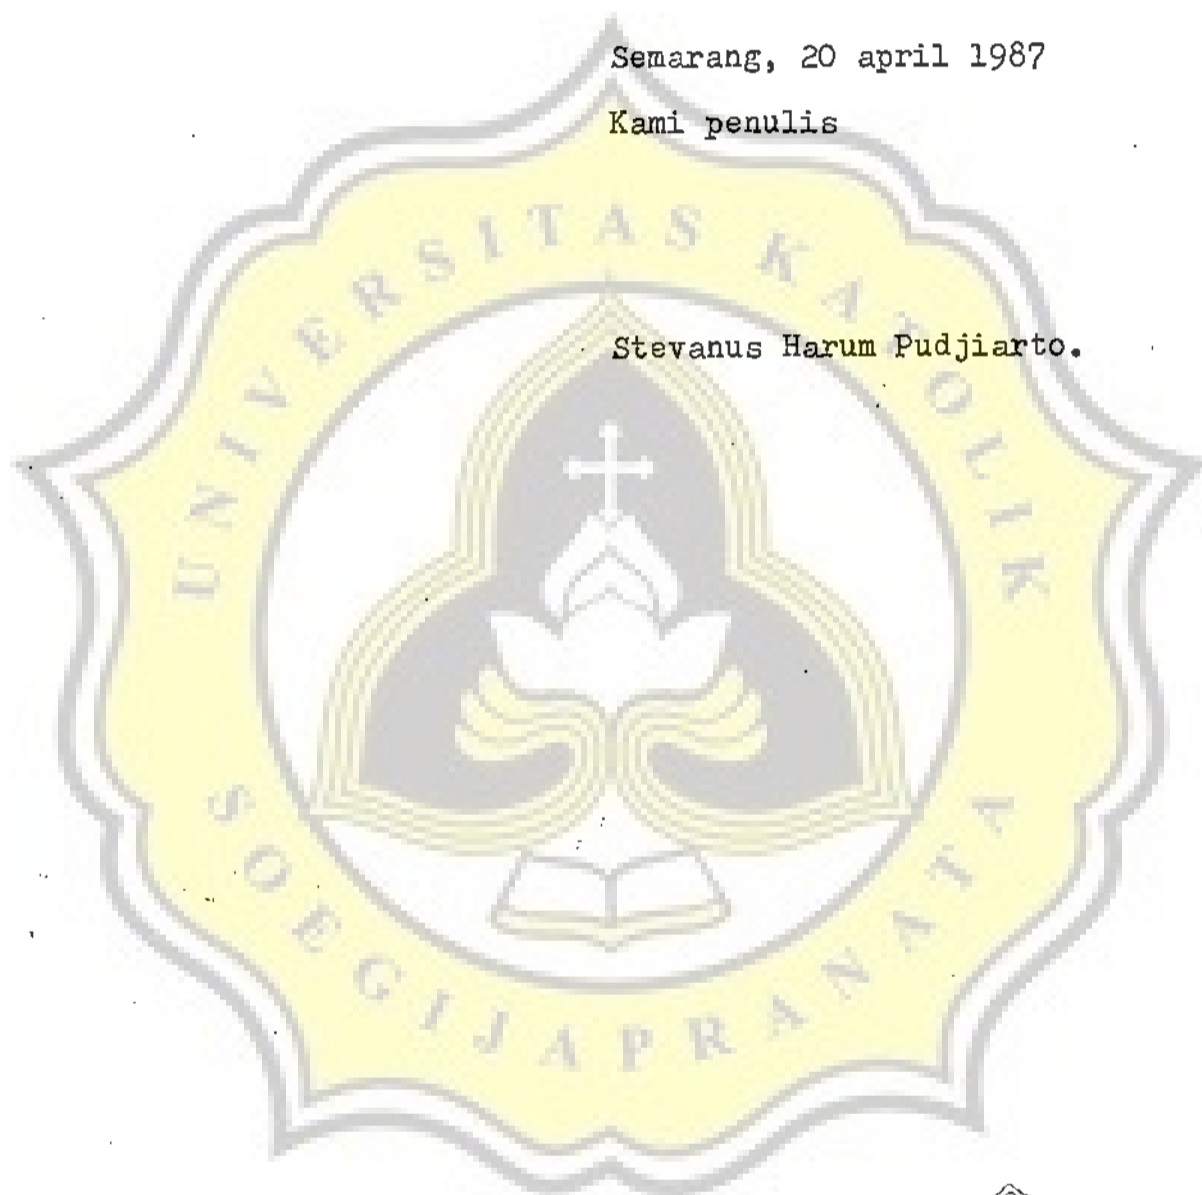 Semarang, 20 april 1987
Kami penulis
UNIVERSITAS KATOLIK
Stevanus Harum Pudjiarto.
SOEGIJAPRANATA